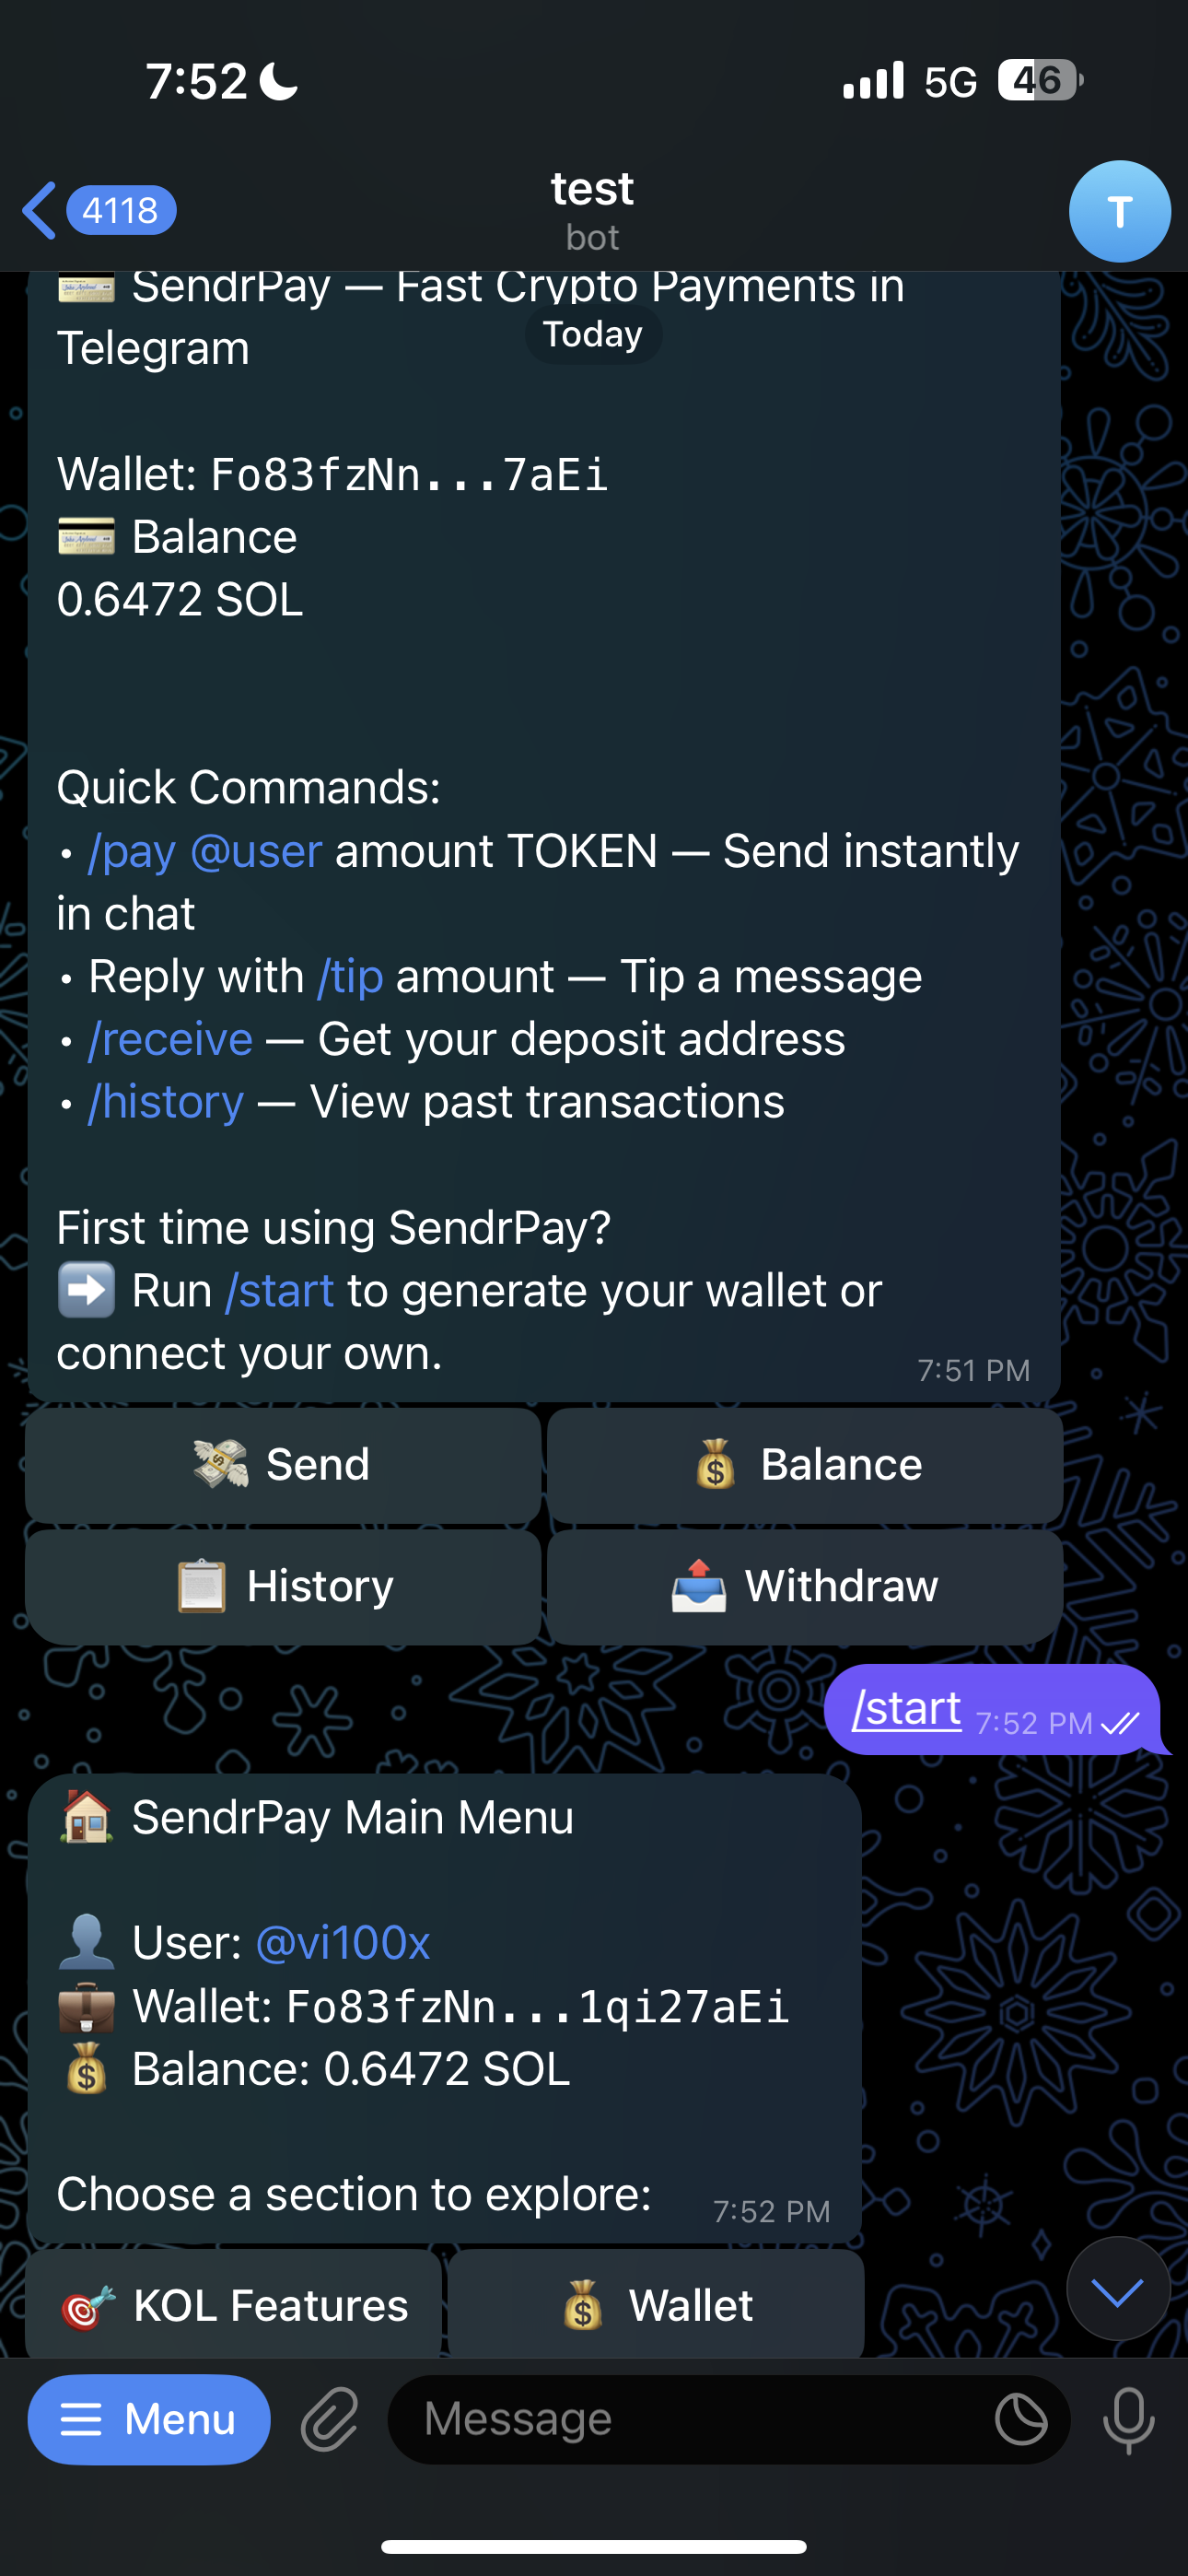 7:52
5G 46
4118
test
bot
T
SendrPay — Fast Crypto Payments in
Telegram
Today
Wallet: Fo83fzNn...7aEi
Balance
0.6472 SOL
Quick Commands:
• /pay @user amount TOKEN — Send instantly
in chat
• Reply with /tip amount — Tip a message
• /receive — Get your deposit address
• /history — View past transactions
First time using SendrPay?
Run /start to generate your wallet or
connect your own.
7:51 PM
Send
Balance
History
Withdraw
/start 7:52 PM
SendrPay Main Menu
User: @vi100x
Wallet: Fo83fzNn...1qi27aEi
Balance: 0.6472 SOL
Choose a section to explore:
7:52 PM
KOL Features
Wallet
Menu
Message